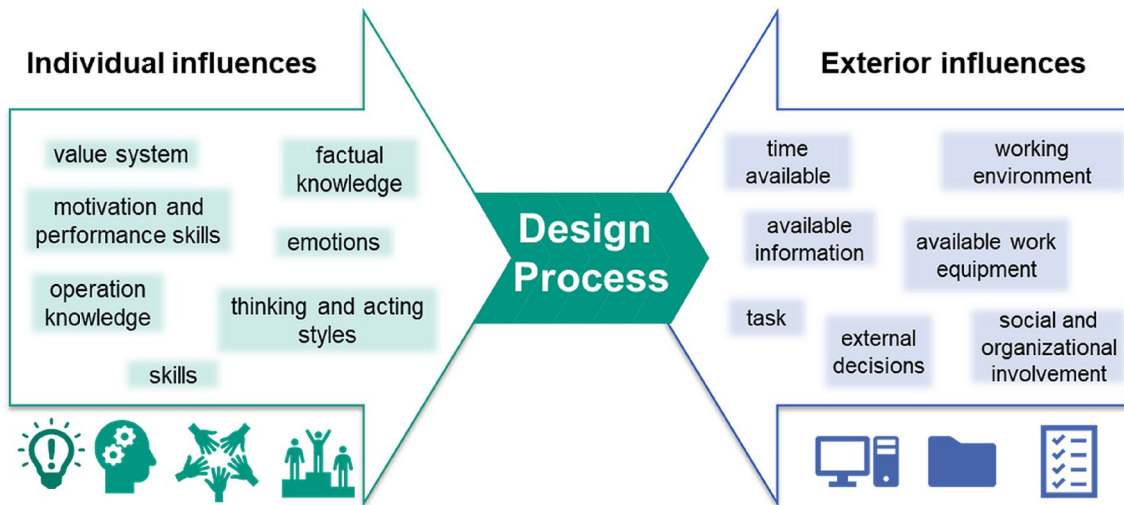 Individual influences
value system
factual
knowledge
motivation and
performance skills
emotions
operation
knowledge
thinking and acting
styles
skills
Design
Process
Exterior influences
time
available
working
environment
available
information
available work
equipment
task
external
decisions
social and
organizational
involvement